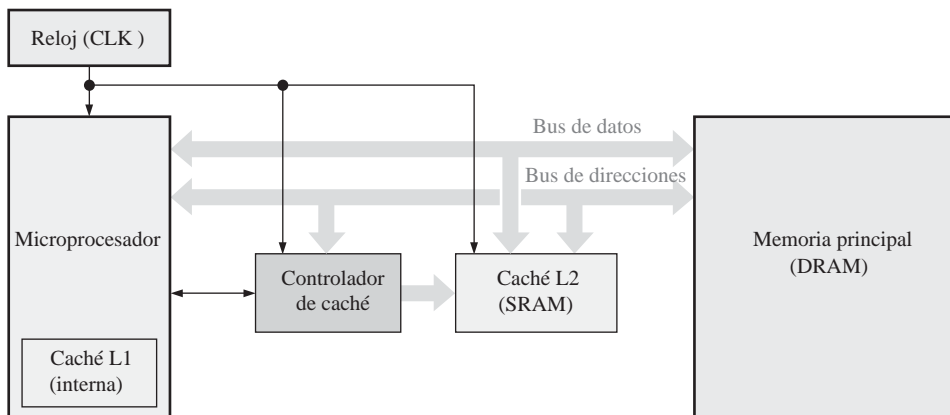 Reloj (CLK )
Bus de datos
Bus de direcciones
Microprocesador
Memoria principal
(DRAM)
Controlador
de caché
Caché L2
(SRAM)
Caché L1
(interna)